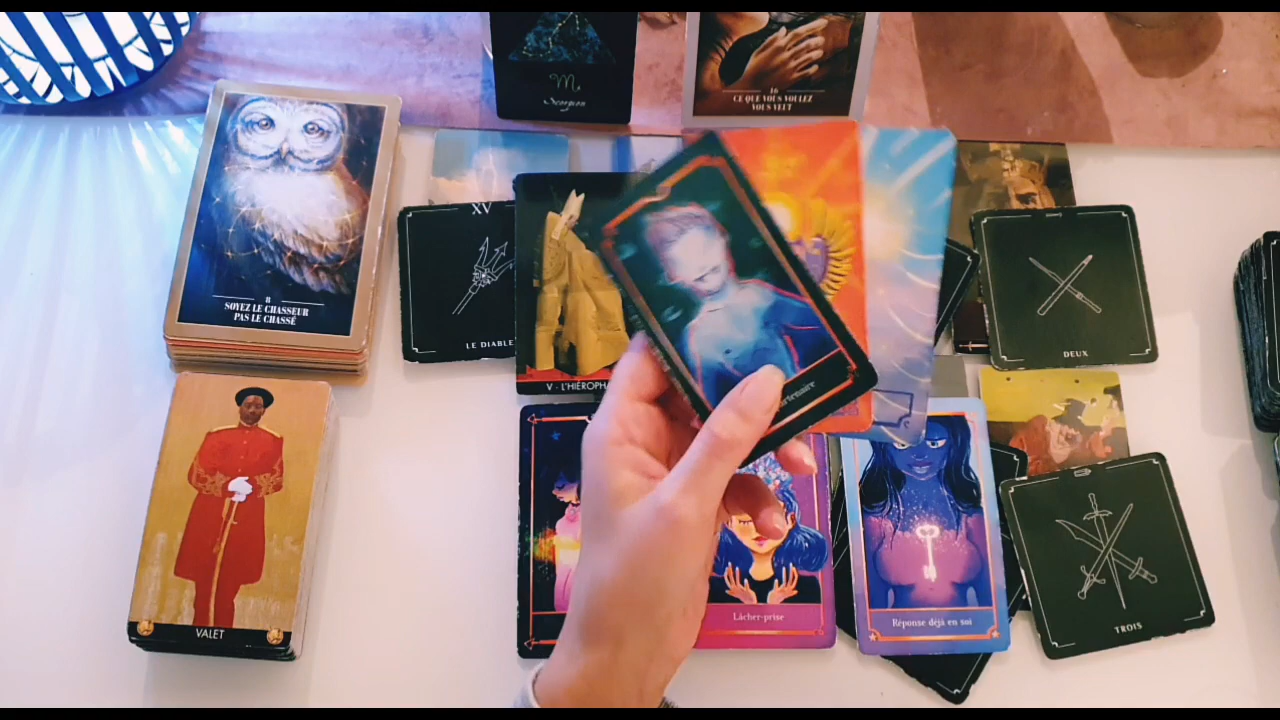 ♏
Scorpion
16
CE QUE VOUS VOULEZ
VOUS VEUT
8
SOYEZ LE CHASSEUR
PAS LE CHASSÉ
XV
LE DIABLE
V - L'HIÉROPH
DEUX
VALET
Lâcher-prise
Réponse déjà en soi
TROIS